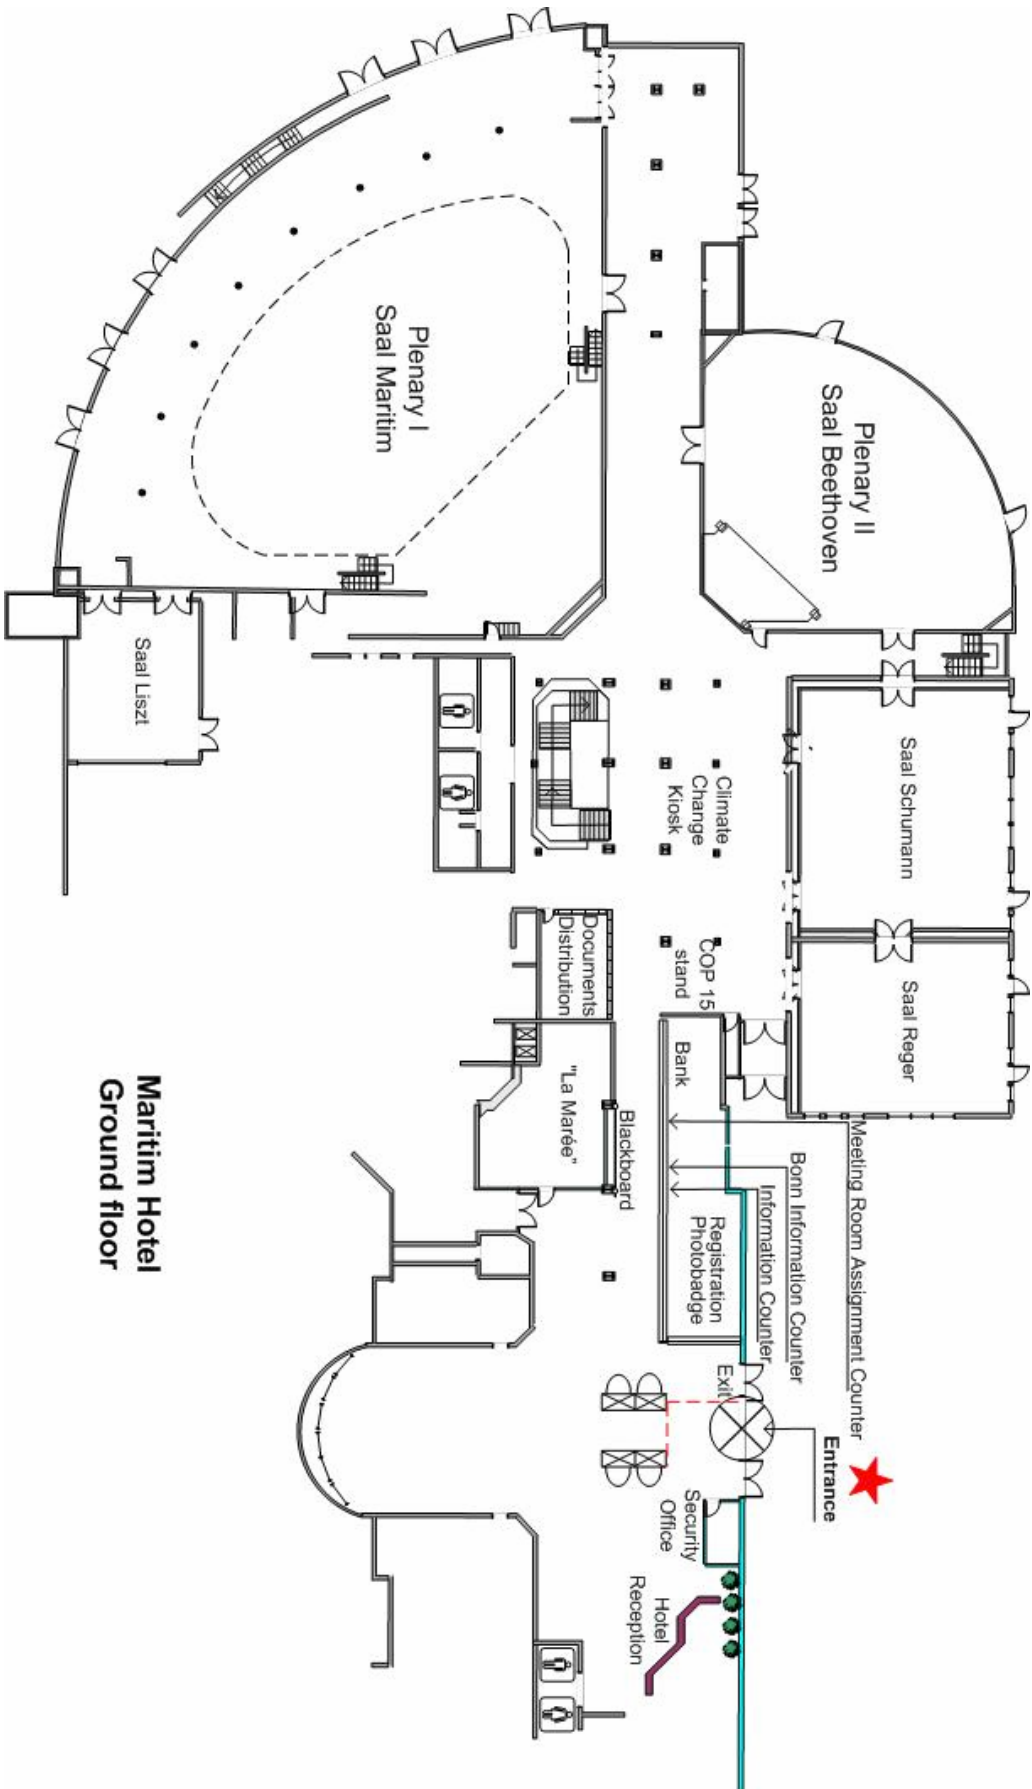 Plenary I
Saal Maritim
Plenary II
Saal Beethoven
Saal Liszt
Saal Schumann
Climate
Change
Kiosk
Documents
Distribution
COP 15
stand
Saal Reger
"La Marée"
Blackboard
Bank
Meeting Room Assignment Counter
Bonn Information Counter
Information Counter
Registration
Photobadge
Exit
Entrance
Security
Office
Hotel
Reception
Maritim Hotel
Ground floor